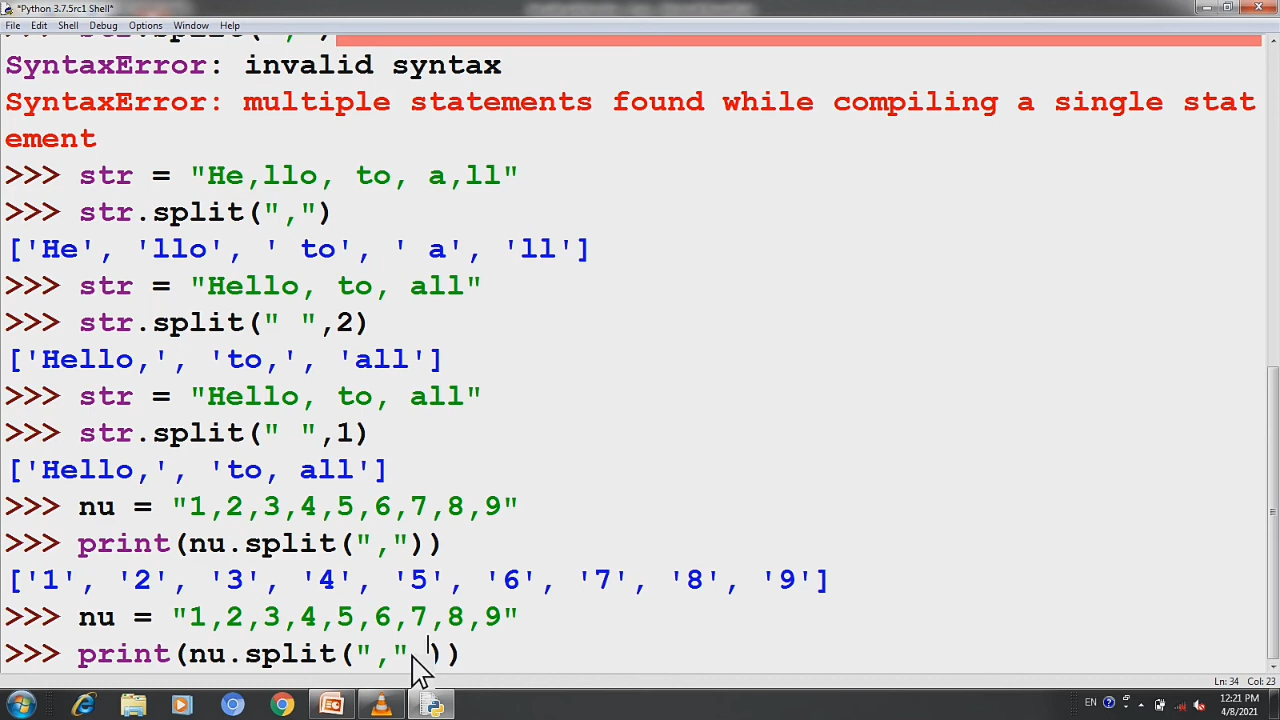 *Python 3.7.5rc1 Shell*
File Edit Shell Debug Options Window Help
>>> str.split(",",
SyntaxError: invalid syntax
SyntaxError: multiple statements found while compiling a single stat
ement
>>> str = "He,llo, to, a,ll"
>>> str.split(",")
['He', 'llo', ' to', ' a', 'll']
>>> str = "Hello, to, all"
>>> str.split(" ",2)
['Hello,', 'to,', 'all']
>>> str = "Hello, to, all"
>>> str.split(" ",1)
['Hello,', 'to, all']
>>> nu = "1,2,3,4,5,6,7,8,9"
>>> print(nu.split(","))
['1', '2', '3', '4', '5', '6', '7', '8', '9']
>>> nu = "1,2,3,4,5,6,7,8,9"
>>> print(nu.split("," ))
Ln: 34 Col: 23
EN
12:21 PM
4/8/2021